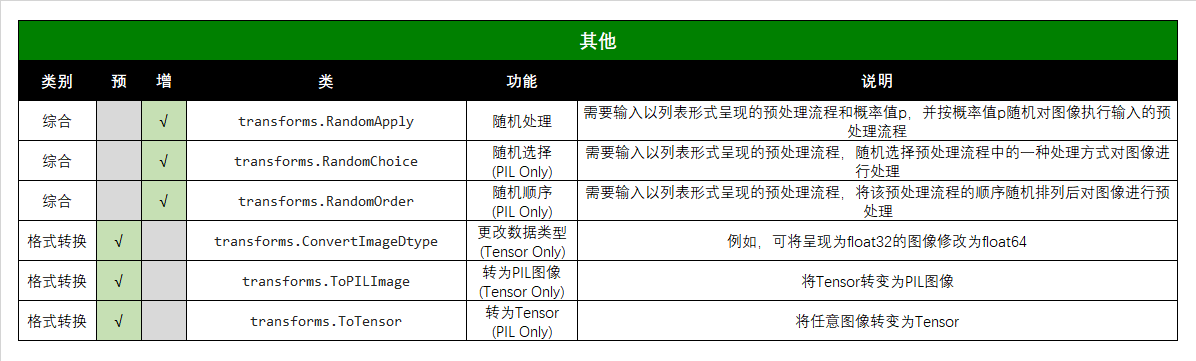 其他
类别 预 增 类 功能 说明
综合 √ transforms.RandomApply 随机处理 需要输入以列表形式呈现的预处理流程和概率值p，并按概率值p随机对图像执行输入的预
处理流程
综合 √ transforms.RandomChoice 随机选择
(PIL Only) 需要输入以列表形式呈现的预处理流程，随机选择预处理流程中的一种处理方式对图像进
行处理
综合 √ transforms.RandomOrder 随机顺序
(PIL Only) 需要输入以列表形式呈现的预处理流程，将该预处理流程的顺序随机排列后对图像进行预
处理
格式转换 √ transforms.ConvertImageDtype 更改数据类型
(Tensor Only) 例如，可将呈现为float32的图像修改为float64
格式转换 √ transforms.ToPILImage 转为PIL图像
(Tensor Only) 将Tensor转变为PIL图像
格式转换 √ transforms.ToTensor 转为Tensor
(PIL Only) 将任意图像转变为Tensor